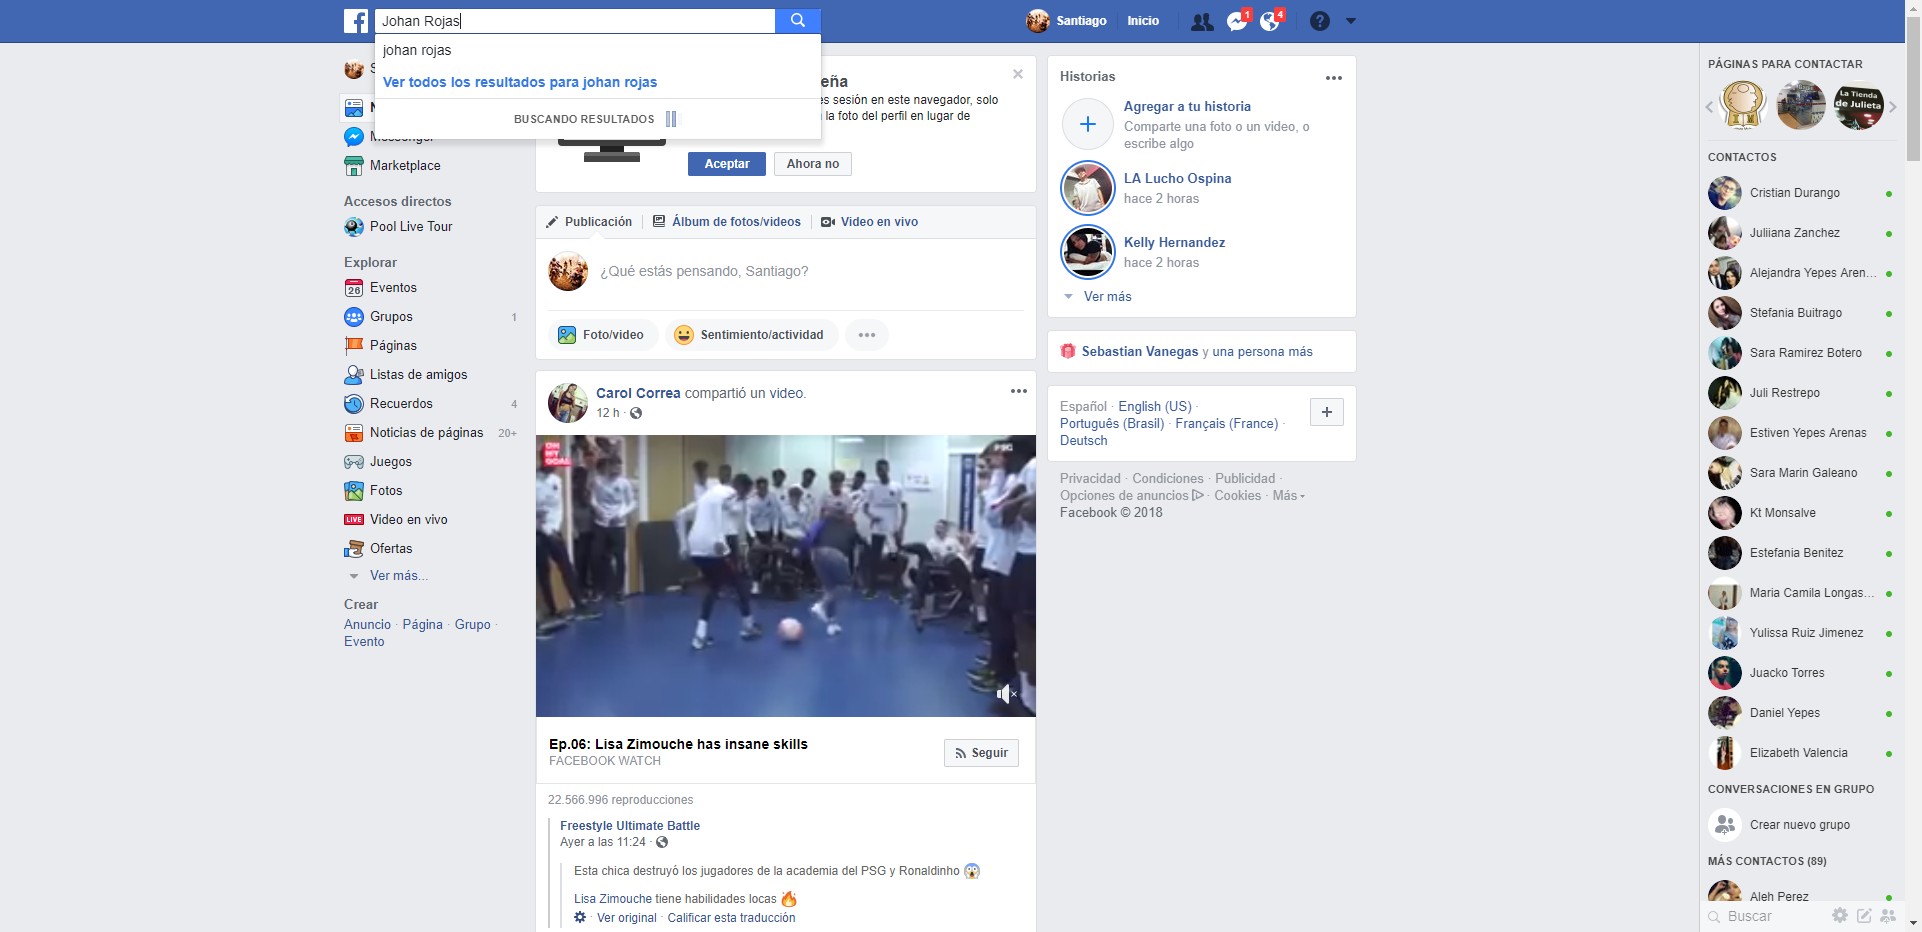 Johan Rojas
Santiago
Inicio
1
4
johan rojas
Ver todos los resultados para johan rojas
BUSCANDO RESULTADOS
S
N
Messenger
Marketplace
Accesos directos
Pool Live Tour
Explorar
26
Eventos
Grupos 1
Páginas
Listas de amigos
Recuerdos 4
Noticias de páginas 20+
Juegos
Fotos
LIVE Video en vivo
Ofertas
Ver más...
Crear
Anuncio · Página · Grupo ·
Evento
eña
es sesión en este navegador, solo
la foto del perfil en lugar de
Aceptar
Ahora no
Publicación
Álbum de fotos/videos
Video en vivo
¿Qué estás pensando, Santiago?
Foto/video
Sentimiento/actividad
Carol Correa compartió un video.
12 h ·
OH
MY
GOAL
PSG
Ep.06: Lisa Zimouche has insane skills
FACEBOOK WATCH
Seguir
22.566.996 reproducciones
Freestyle Ultimate Battle
Ayer a las 11:24 ·
Esta chica destruyó los jugadores de la academia del PSG y Ronaldinho 😱
Lisa Zimouche tiene habilidades locas 🔥
· Ver original · Calificar esta traducción
Historias
Agregar a tu historia
Comparte una foto o un video, o
escribe algo
LA Lucho Ospina
hace 2 horas
Kelly Hernandez
hace 2 horas
Ver más
Sebastian Vanegas y una persona más
Español · English (US) ·
Português (Brasil) · Français (France) ·
Deutsch
Privacidad · Condiciones · Publicidad ·
Opciones de anuncios · Cookies · Más
Facebook © 2018
PÁGINAS PARA CONTACTAR
La Tienda
de Julieta
CONTACTOS
Cristian Durango
Juliiana Zanchez
Alejandra Yepes Aren...
Stefania Buitrago
Sara Ramirez Botero
Juli Restrepo
Estiven Yepes Arenas
Sara Marin Galeano
Kt Monsalve
Estefania Benitez
Maria Camila Longas...
Yulissa Ruiz Jimenez
Juacko Torres
Daniel Yepes
Elizabeth Valencia
CONVERSACIONES EN GRUPO
Crear nuevo grupo
MÁS CONTACTOS (89)
Aleh Perez
Buscar